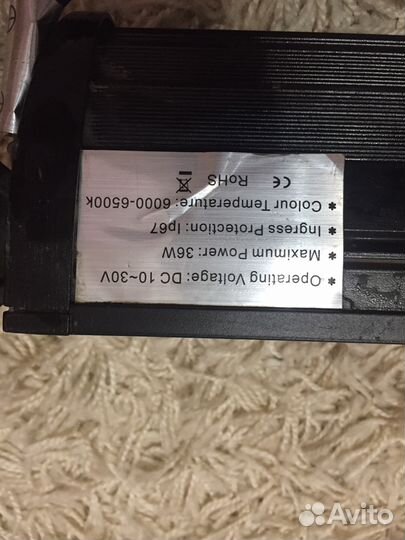 * Operating Voltage: DC 10~30V
* Maximum Power: 36W
* Ingress Protection: Ip67
* Colour Temperature: 6000-6500k
CE RoHS
Avito